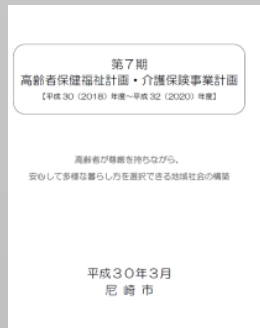 第7期
高齢者保健福祉計画・介護保険事業計画
【平成30（2018）年度～平成32（2020）年度】
高齢者が尊厳を持ちながら、
安心して多様な暮らし方を選択できる地域社会の構築
平成30年3月
尼崎市